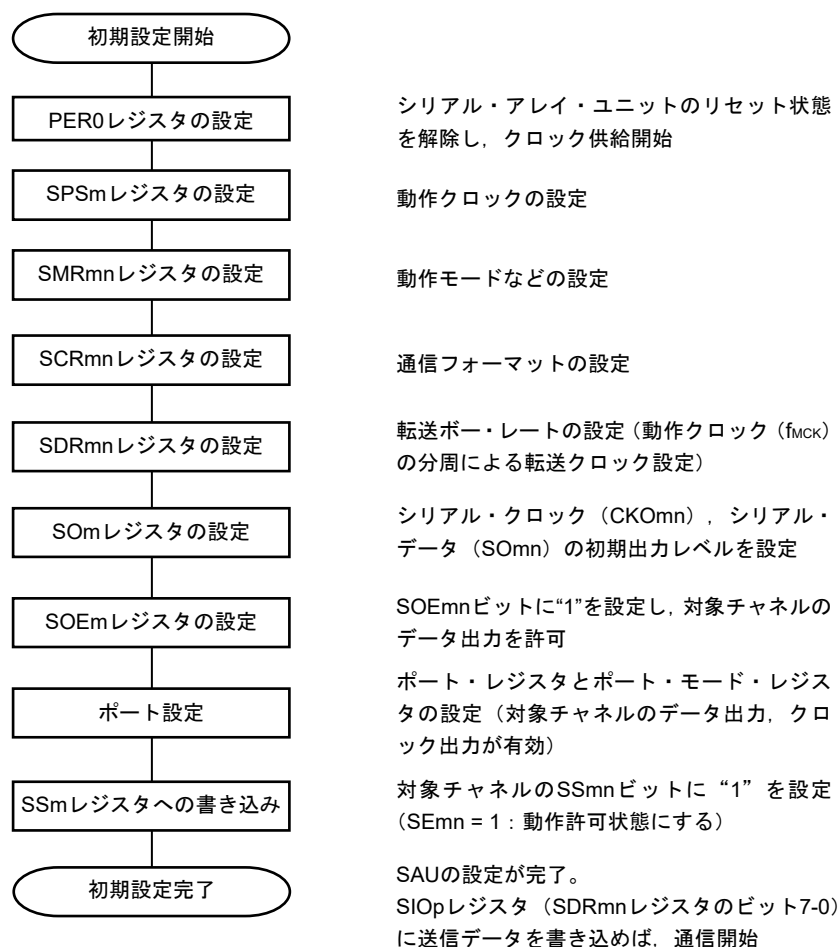 初期設定開始
PER0レジスタの設定
シリアル・アレイ・ユニットのリセット状態
を解除し，クロック供給開始
SPSmレジスタの設定
動作クロックの設定
SMRmnレジスタの設定
動作モードなどの設定
SCRmnレジスタの設定
通信フォーマットの設定
SDRmnレジスタの設定
転送ボー・レートの設定（動作クロック（fMCK）
の分周による転送クロック設定）
SOmレジスタの設定
シリアル・クロック（CKOmn），シリアル・
データ（SOmn）の初期出力レベルを設定
SOEmレジスタの設定
SOEmnビットに“1”を設定し，対象チャネルの
データ出力を許可
ポート設定
ポート・レジスタとポート・モード・レジス
タの設定（対象チャネルのデータ出力，クロ
ック出力が有効）
SSmレジスタへの書き込み
対象チャネルのSSmnビットに“1”を設定
（SEmn = 1：動作許可状態にする）
初期設定完了
SAUの設定が完了。
SIOpレジスタ（SDRmnレジスタのビット7-0）
に送信データを書き込めば，通信開始